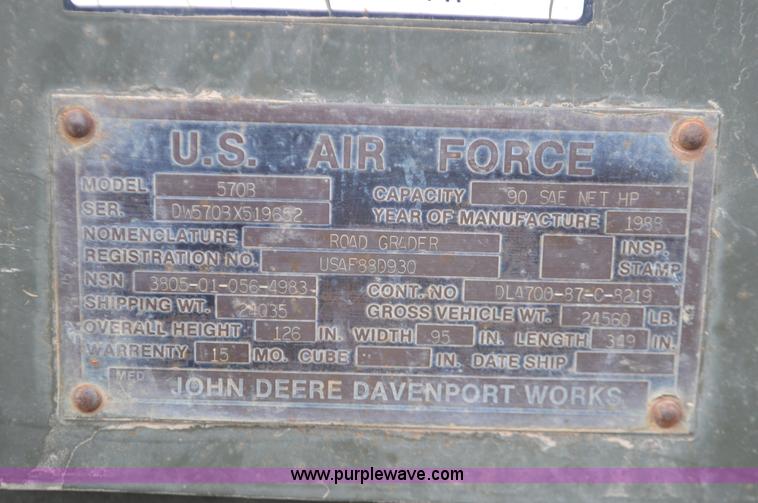 U.S. AIR FORCE
MODEL 570B CAPACITY 90 SAE NET HP
SER. DW570BX519652 YEAR OF MANUFACTURE 1988
NOMENCLATURE ROAD GRADER INSP.
REGISTRATION NO. USAF88D930 STAMP
NSN 3805-01-056-4983 CONT. NO DLA700-87-C-8219
SHIPPING WT. 24035 GROSS VEHICLE WT. 24560 LB.
OVERALL HEIGHT 126 IN. WIDTH 95 IN. LENGTH 349 IN.
WARRENTY 15 MO. CUBE IN. DATE SHIP
MFD JOHN DEERE DAVENPORT WORKS
www.purplewave.com